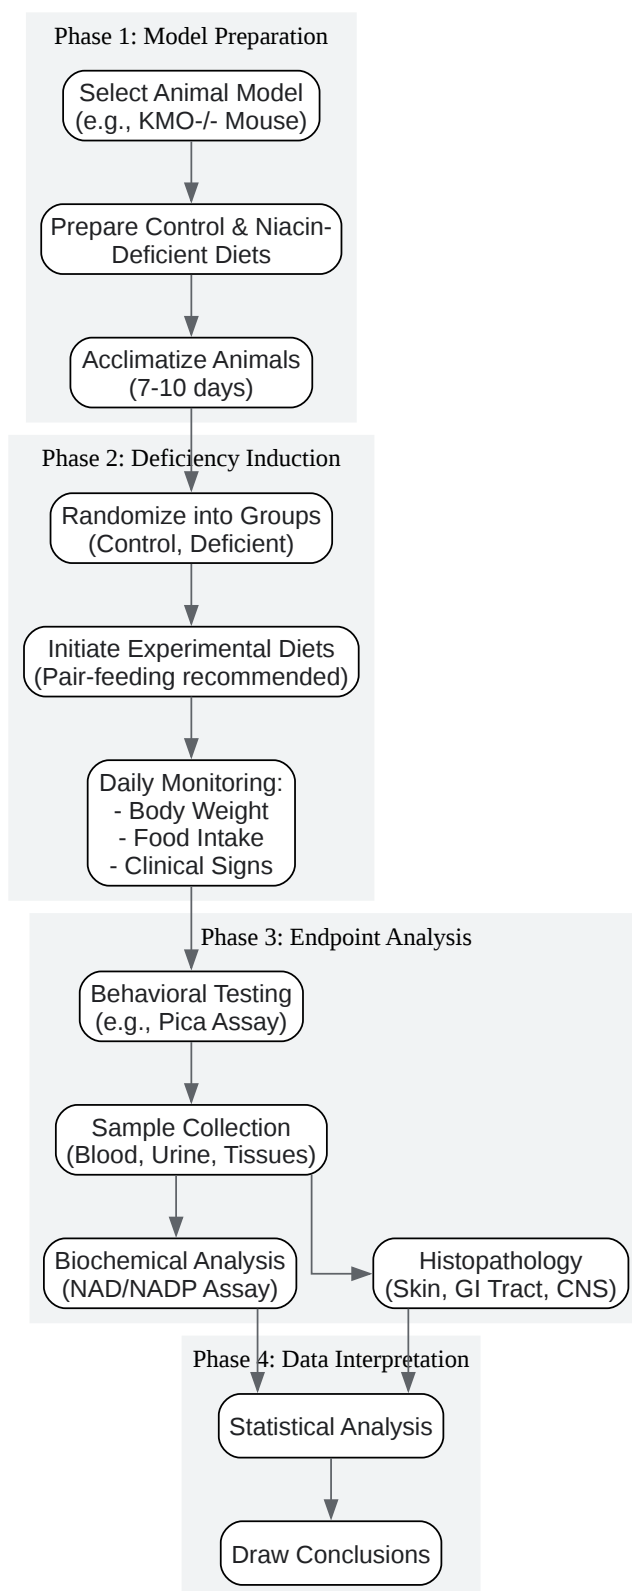 Phase 1: Model Preparation
Select Animal Model
(e.g., KMO-/- Mouse)
Prepare Control & Niacin-
Deficient Diets
Acclimatize Animals
(7-10 days)
Phase 2: Deficiency Induction
Randomize into Groups
(Control, Deficient)
Initiate Experimental Diets
(Pair-feeding recommended)
Daily Monitoring:
- Body Weight
- Food Intake
- Clinical Signs
Phase 3: Endpoint Analysis
Behavioral Testing
(e.g., Pica Assay)
Sample Collection
(Blood, Urine, Tissues)
Biochemical Analysis
(NAD/NADP Assay)
Histopathology
(Skin, GI Tract, CNS)
Phase 4: Data Interpretation
Statistical Analysis
Draw Conclusions